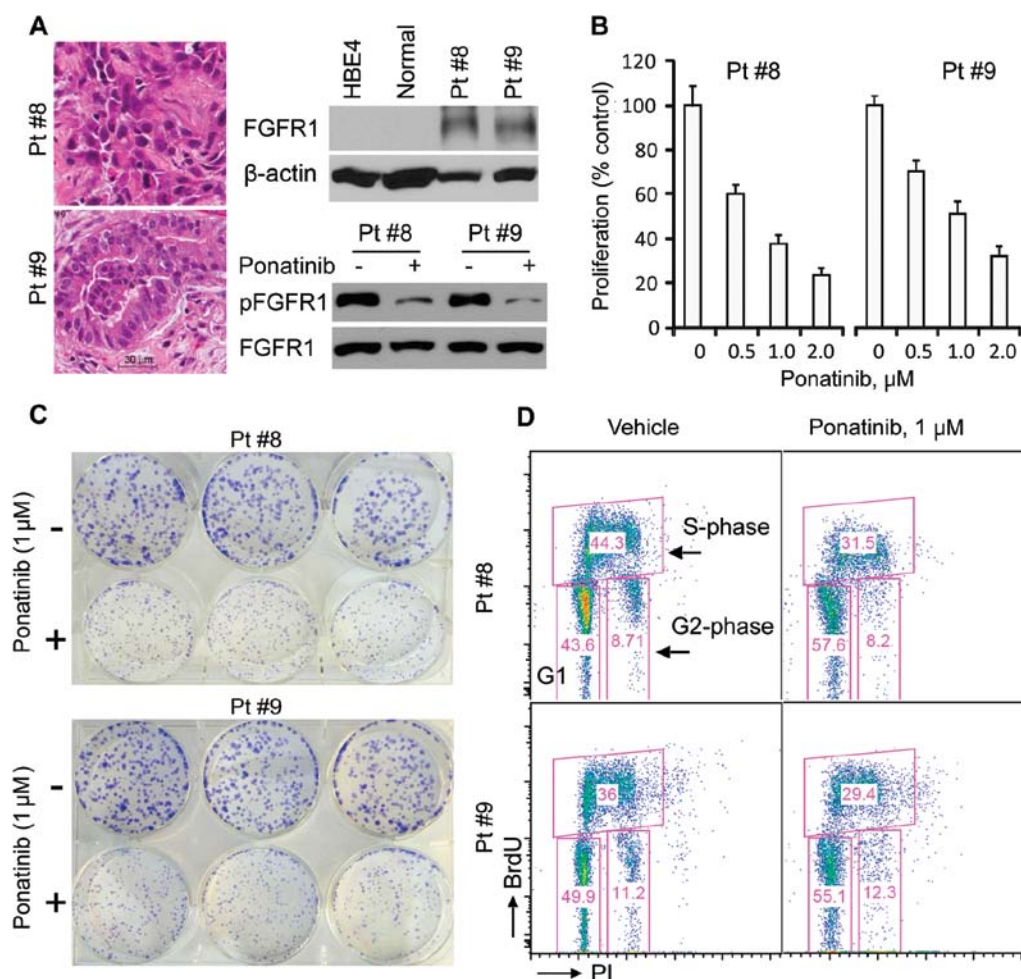 A
Pt #8
Pt #9
30 µm
HBE4
Normal
Pt #8
Pt #9
FGFR1
β-actin
Pt #8
Pt #9
Ponatinib
-
+
-
+
pFGFR1
FGFR1
B
Pt #8
Pt #9
Proliferation (% control)
120
100
80
60
40
20
0
0 0.5 1.0 2.0
0 0.5 1.0 2.0
Ponatinib, µM
C
Pt #8
Ponatinib (1 µM)
-
+
Pt #9
Ponatinib (1 µM)
-
+
D
Vehicle
Ponatinib, 1 µM
Pt #8
44.3
S-phase
43.6
8.71
G2-phase
G1
31.5
57.6
8.2
Pt #9
36
49.9
11.2
29.4
55.1
12.3
BrdU
PI